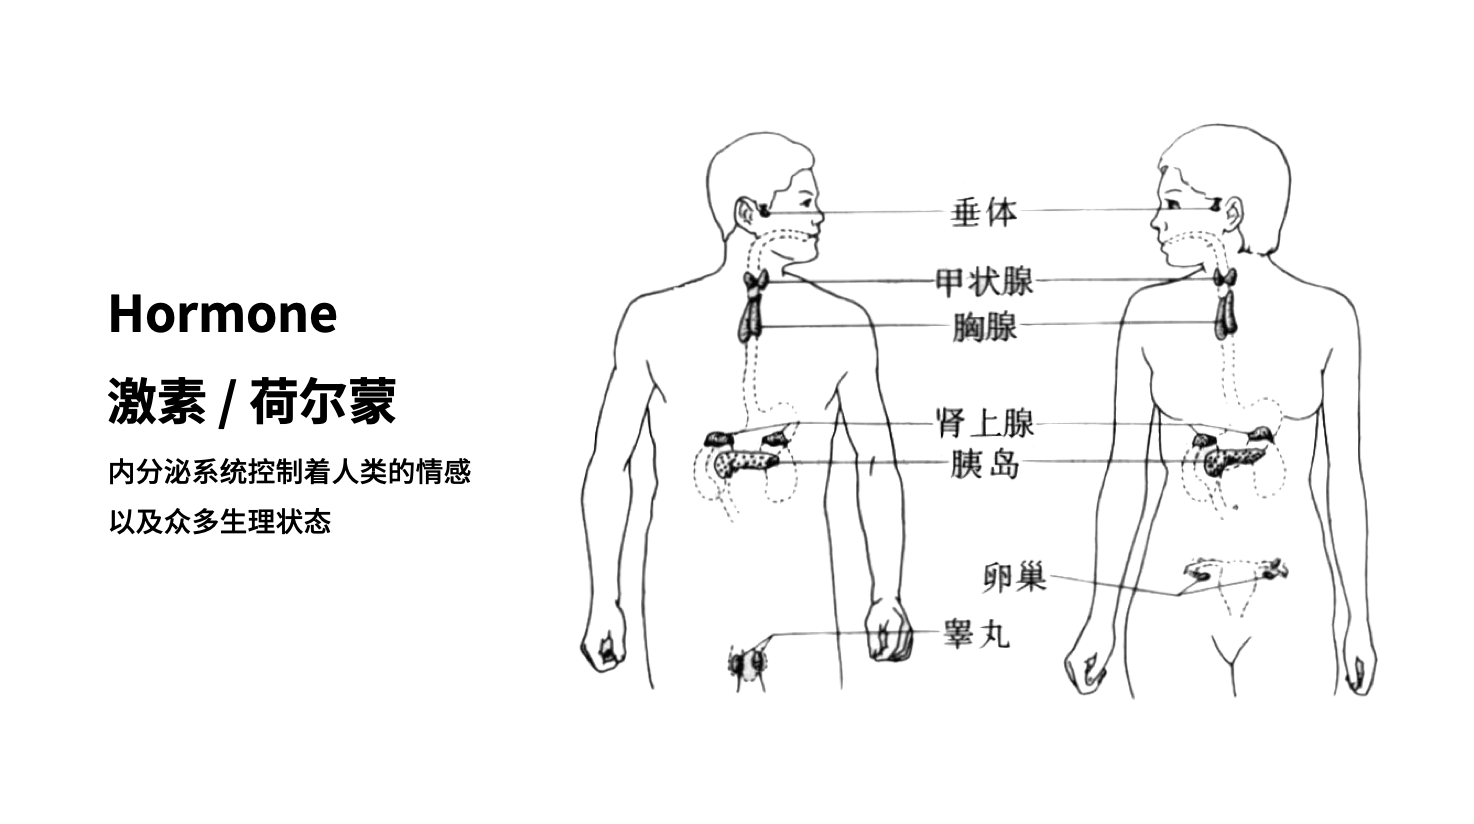 Hormone
激素 / 荷尔蒙
内分泌系统控制着人类的情感
以及众多生理状态
垂体
甲状腺
胸腺
肾上腺
胰岛
卵巢
睾丸